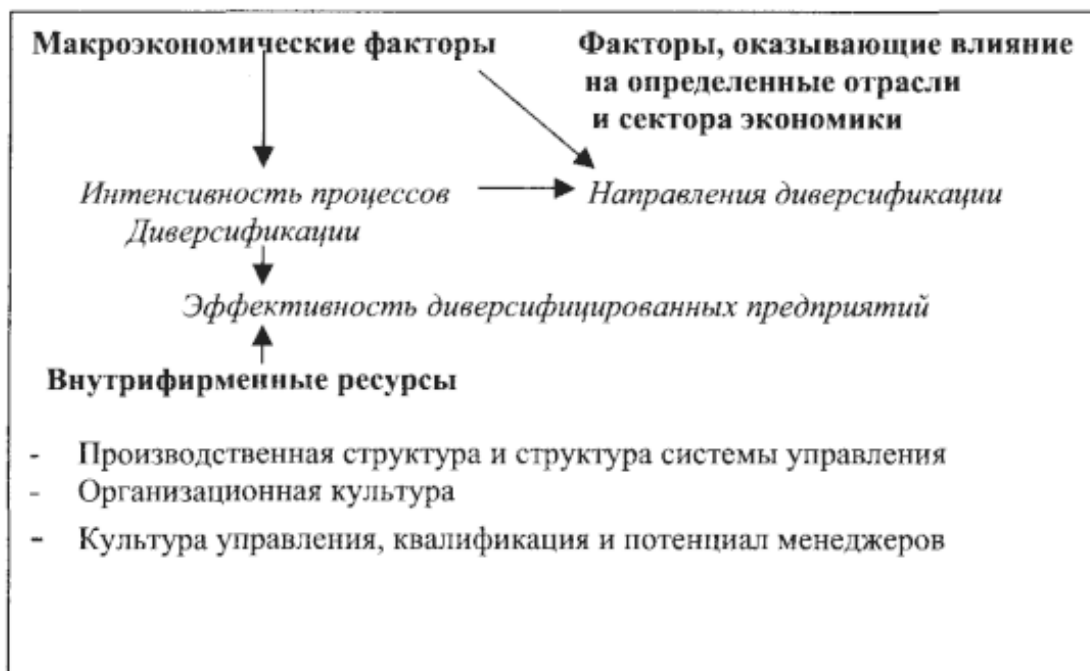 Макроэкономические факторы
Факторы, оказывающие влияние
на определенные отрасли
и сектора экономики
Интенсивность процессов
Диверсификации
Направления диверсификации
Эффективность диверсифицированных предприятий
Внутрифирменные ресурсы
- Производственная структура и структура системы управления
- Организационная культура
- Культура управления, квалификация и потенциал менеджеров